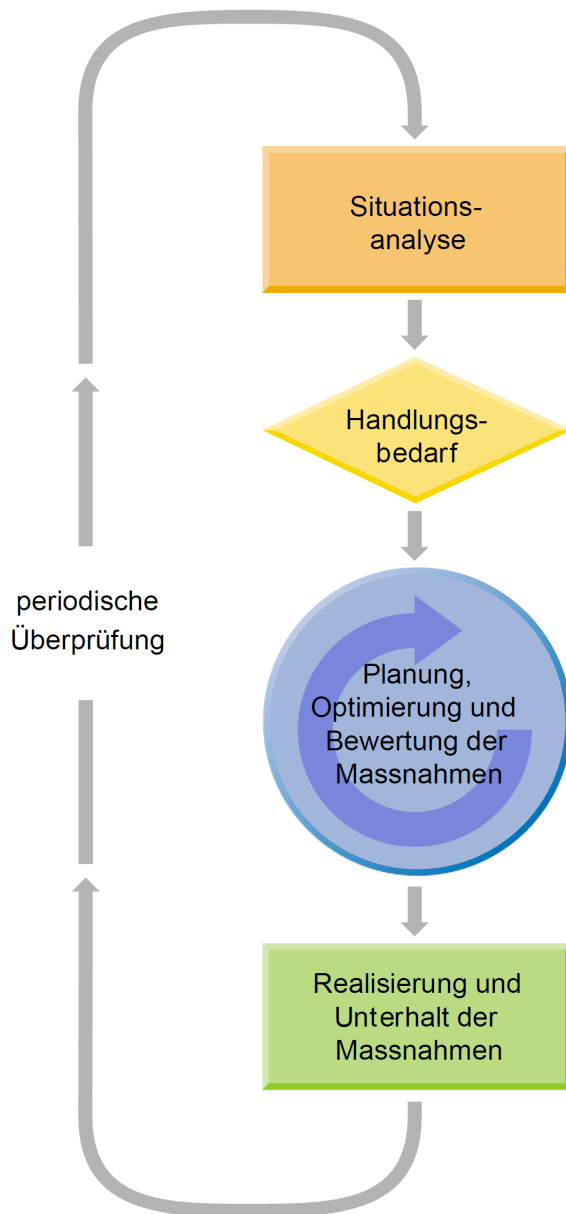 Situations-
analyse
Handlungs-
bedarf
periodische
Überprüfung
Planung,
Optimierung und
Bewertung der
Massnahmen
Realisierung und
Unterhalt der
Massnahmen